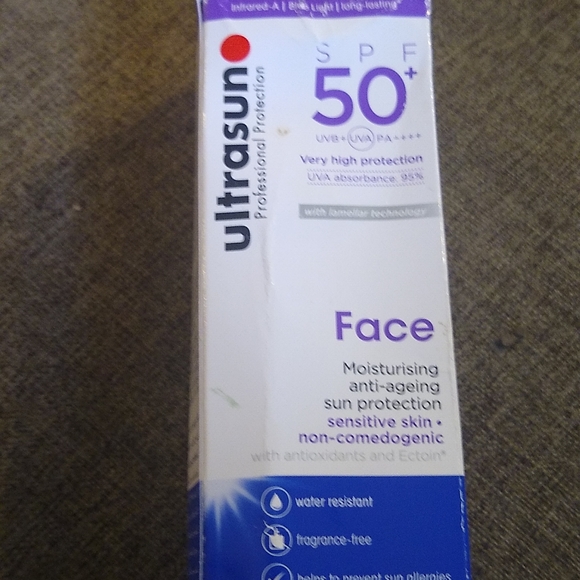 Infrared-A | Blue Light | long-lasting
SPF
50+
UVB+ UVA PA++++
Very high protection
UVA absorbance 95%
with lamellar technology
ultrasun
Professional Protection
Face
Moisturising
anti-ageing
sun protection
sensitive skin •
non-comedogenic
with antioxidants and Ectoin®
water resistant
fragrance-free
helps to prevent sun allergies